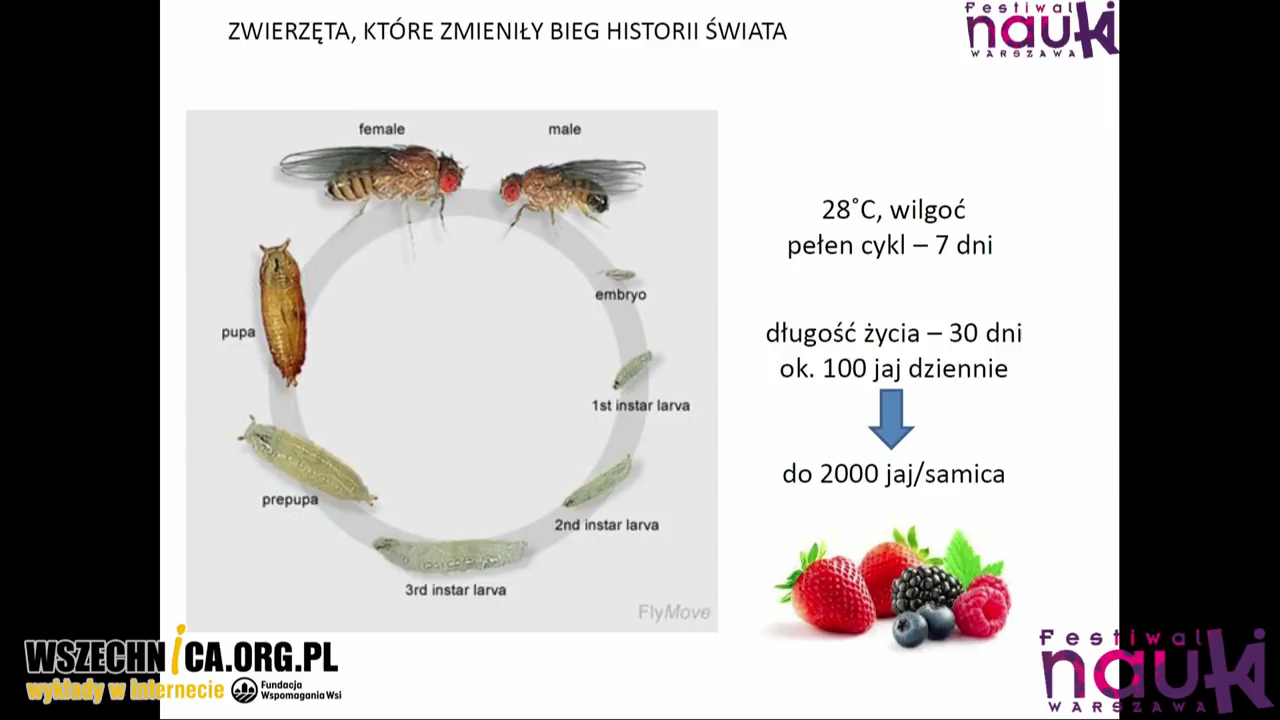 ZWIERZĘTA, KTÓRE ZMIENIŁY BIEG HISTORII ŚWIATA
Festiwal
nauki
WARSZAWA
female
male
embryo
1st instar larva
2nd instar larva
3rd instar larva
prepupa
pupa
FlyMove
28˚C, wilgoć
pełen cykl – 7 dni
długość życia – 30 dni
ok. 100 jaj dziennie
do 2000 jaj/samica
WSZECHNiCA.ORG.PL
wykłady w internecie
Fundacja
Wspomagania Wsi
Festiwal
nauki
WARSZAWA